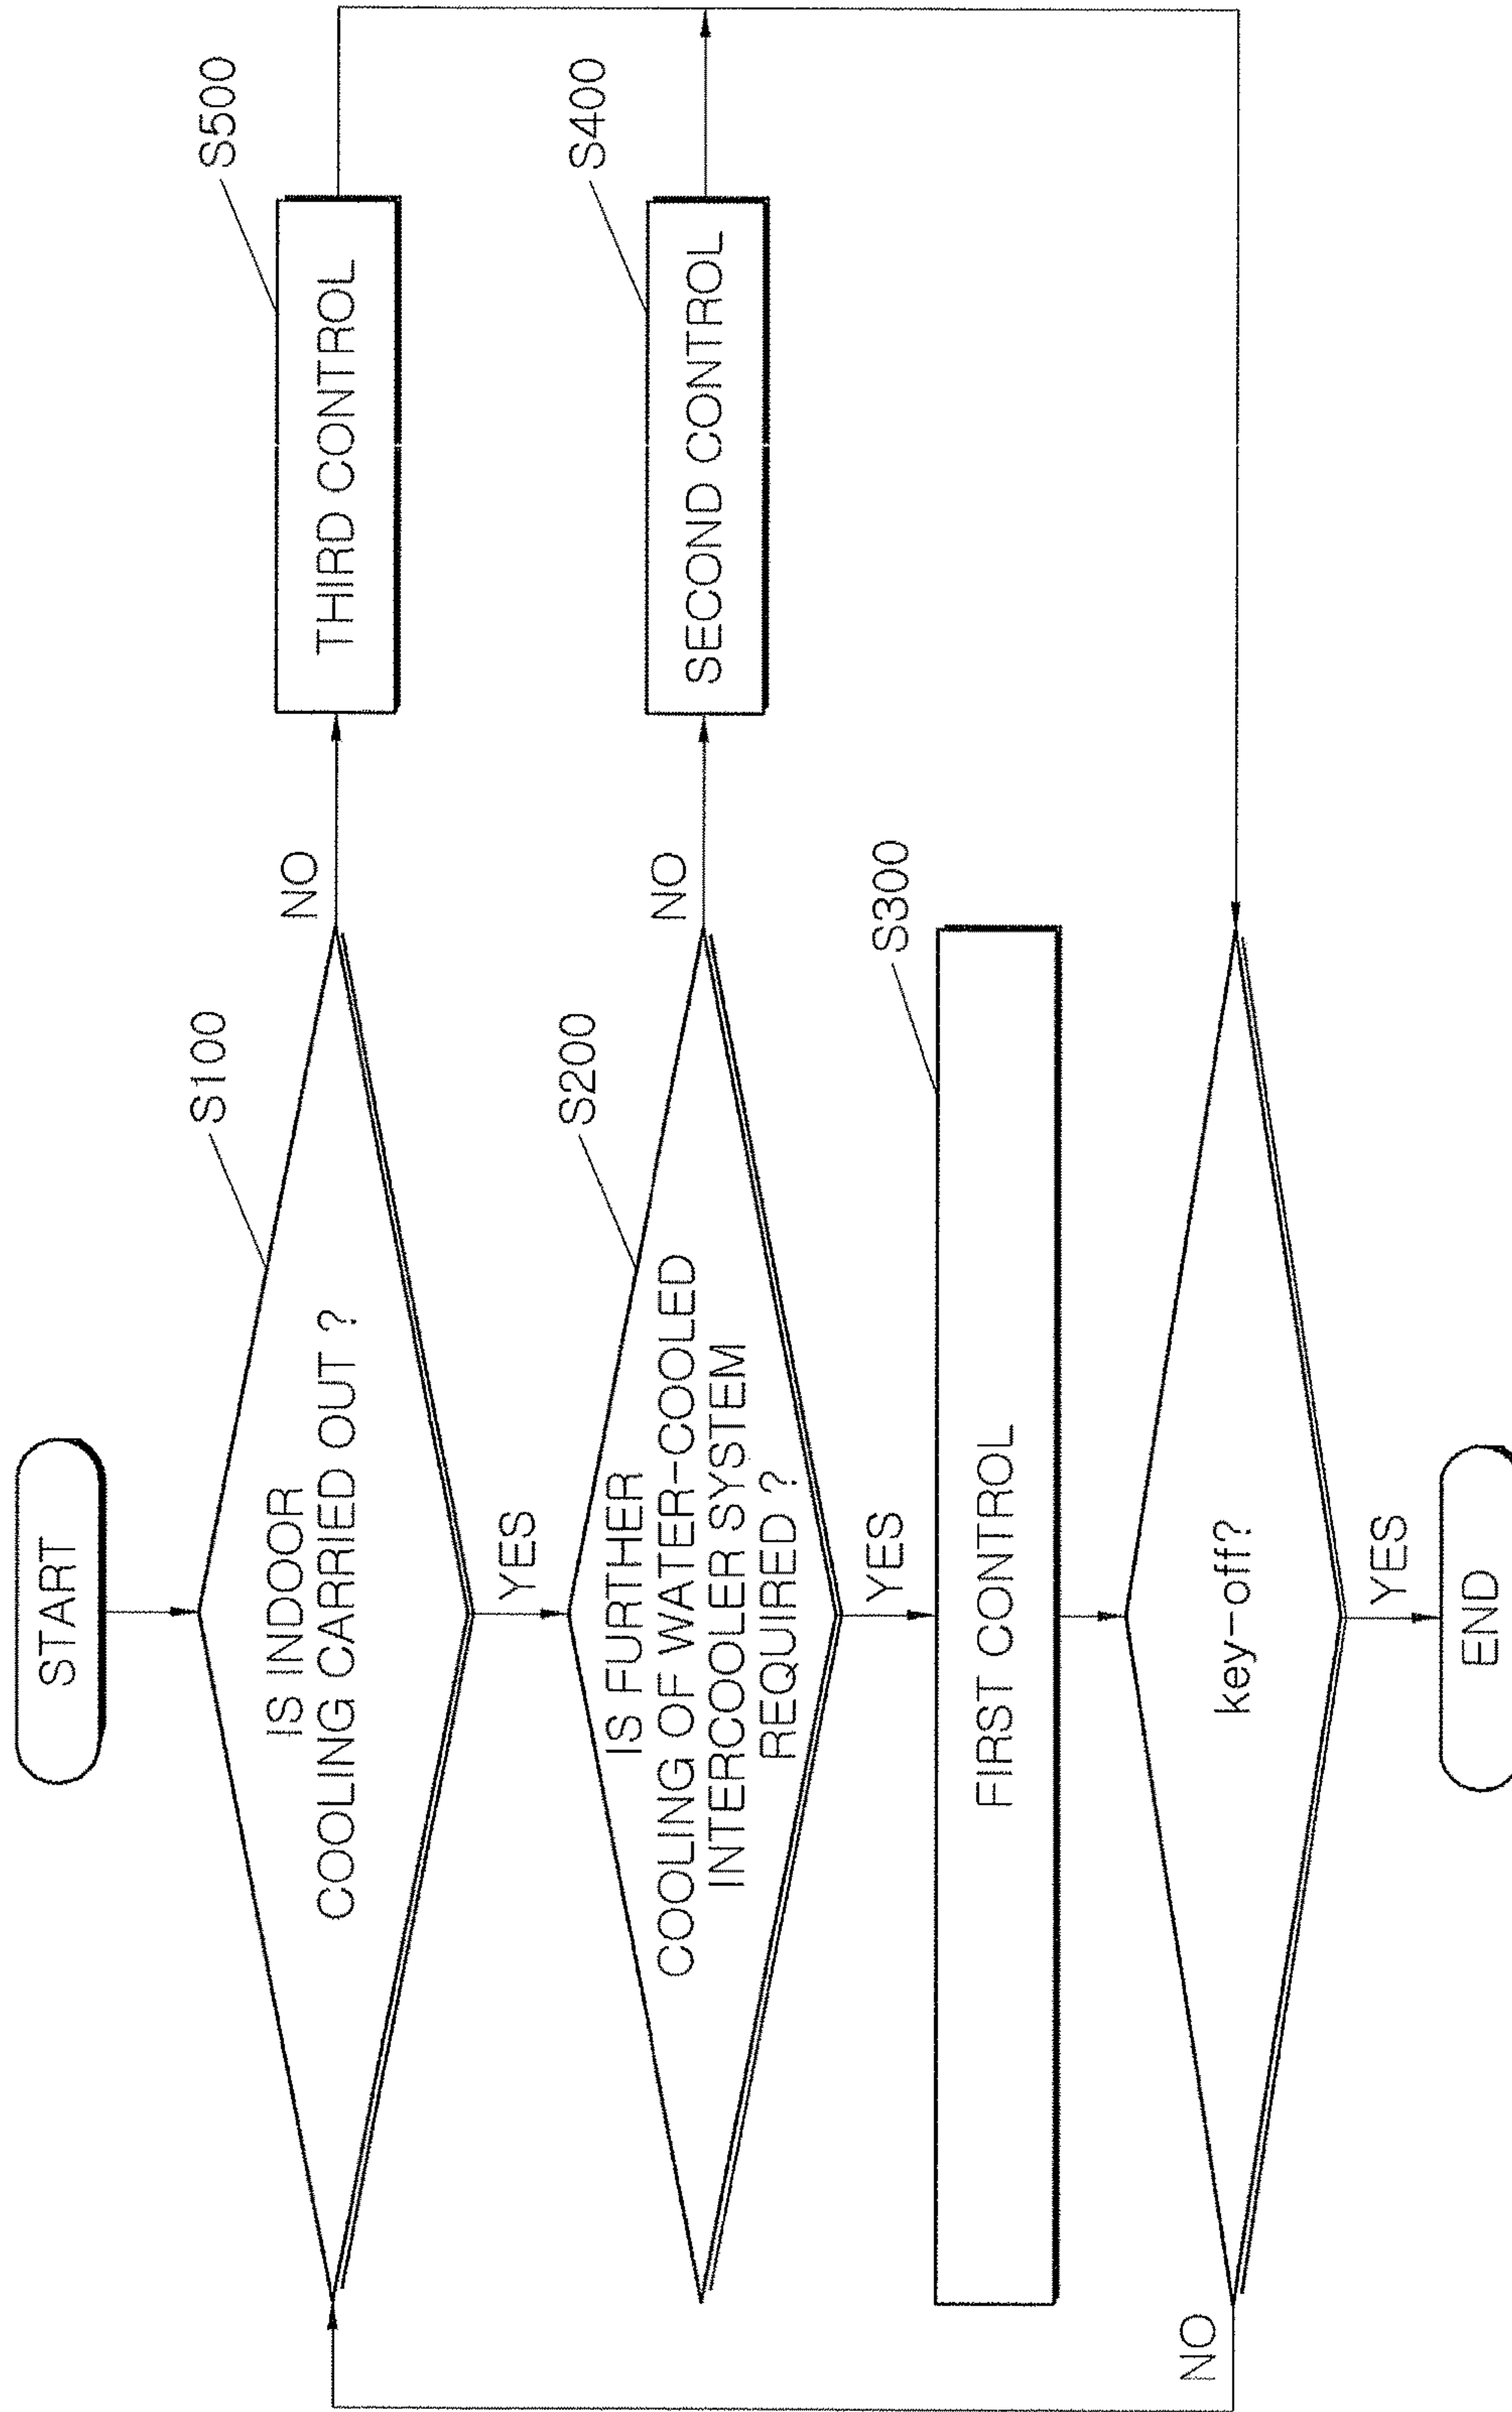 START
S100
IS INDOOR
COOLING CARRIED OUT ?
NO
THIRD CONTROL
S500
YES
S200
IS FURTHER
COOLING OF WATER-COOLED
INTERCOOLER SYSTEM
REQUIRED ?
NO
SECOND CONTROL
S400
YES
S300
FIRST CONTROL
key-off?
NO
YES
END